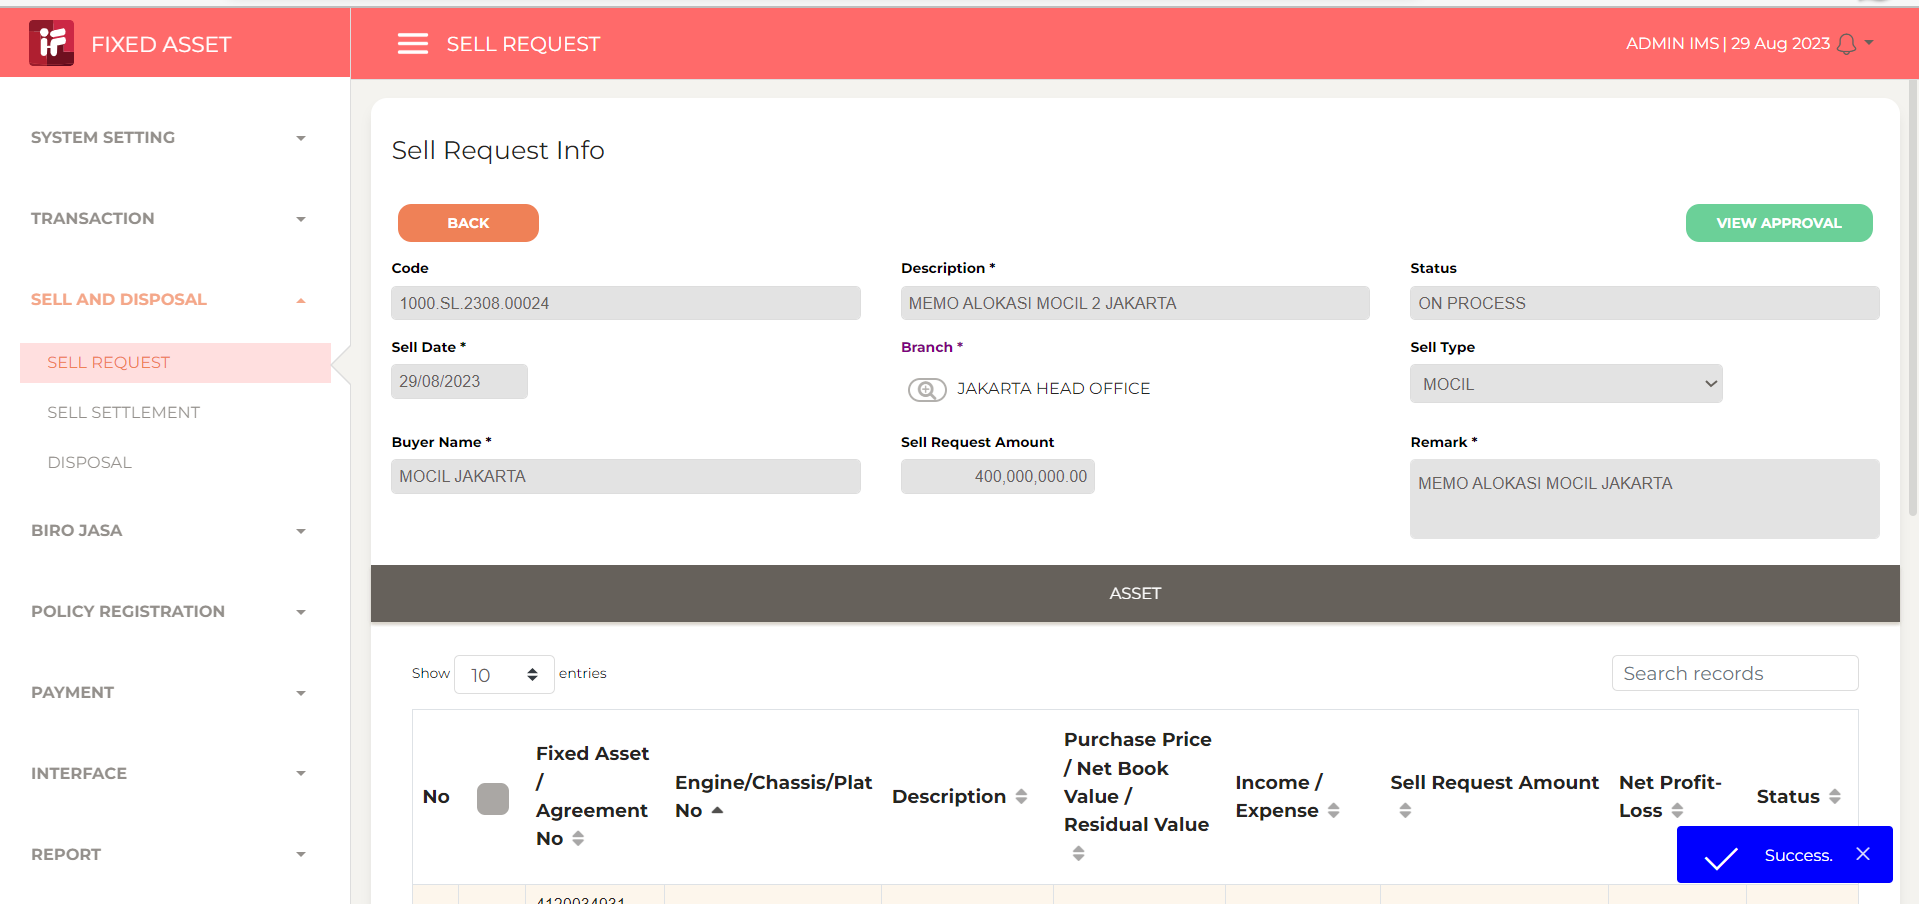 iF FIXED ASSET
SELL REQUEST
ADMIN IMS | 29 Aug 2023
SYSTEM SETTING
TRANSACTION
SELL AND DISPOSAL
SELL REQUEST
SELL SETTLEMENT
DISPOSAL
BIRO JASA
POLICY REGISTRATION
PAYMENT
INTERFACE
REPORT
Sell Request Info
BACK
VIEW APPROVAL
Code
1000.SL.2308.00024
Description *
MEMO ALOKASI MOCIL 2 JAKARTA
Status
ON PROCESS
Sell Date *
29/08/2023
Branch *
JAKARTA HEAD OFFICE
Sell Type
MOCIL
Buyer Name *
MOCIL JAKARTA
Sell Request Amount
400,000,000.00
Remark *
MEMO ALOKASI MOCIL JAKARTA
ASSET
Show 10 entries
Search records
No
Fixed Asset
/
Agreement
No
Engine/Chassis/Plat
No
Description
Purchase Price
/ Net Book
Value /
Residual Value
Income /
Expense
Sell Request Amount
Net Profit-
Loss
Status
Success.